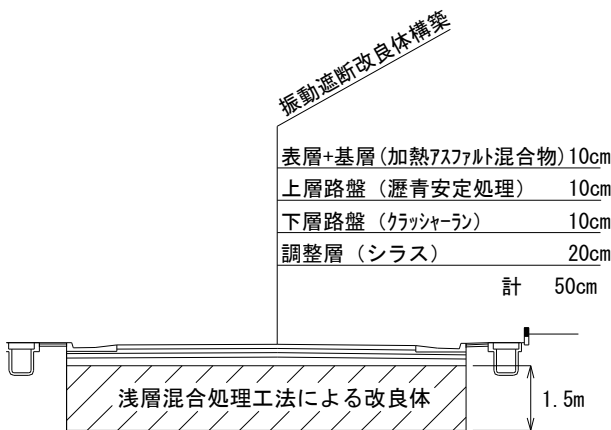 振動遮断改良体構築
表層+基層(加熱ｱｽﾌｧﾙﾄ混合物)10cm
上層路盤（瀝青安定処理） 10cm
下層路盤（ｸﾗｯｼｬｰﾗﾝ） 10cm
調整層（シラス） 20cm
計 50cm
浅層混合処理工法による改良体
1.5m